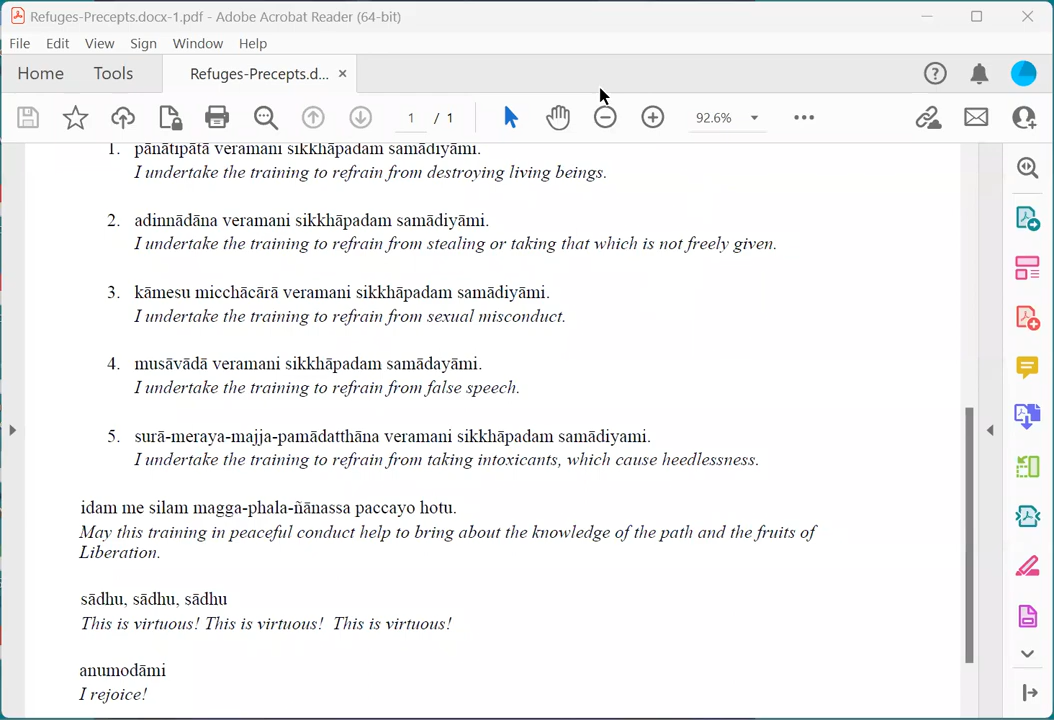 Refuges-Precepts.docx-1.pdf - Adobe Acrobat Reader (64-bit)
File Edit View Sign Window Help
Home Tools Refuges-Precepts.d... ×
1 / 1 92.6%
1. pānātipātā veramani sikkhāpadam samādiyāmi.
I undertake the training to refrain from destroying living beings.
2. adinnādāna veramani sikkhāpadam samādiyāmi.
I undertake the training to refrain from stealing or taking that which is not freely given.
3. kāmesu micchācārā veramani sikkhāpadam samādiyāmi.
I undertake the training to refrain from sexual misconduct.
4. musāvādā veramani sikkhāpadam samādayāmi.
I undertake the training to refrain from false speech.
5. surā-meraya-majja-pamādatthāna veramani sikkhāpadam samādiyami.
I undertake the training to refrain from taking intoxicants, which cause heedlessness.
idam me silam magga-phala-ñānassa paccayo hotu.
May this training in peaceful conduct help to bring about the knowledge of the path and the fruits of
Liberation.
sādhu, sādhu, sādhu
This is virtuous! This is virtuous! This is virtuous!
anumodāmi
I rejoice!